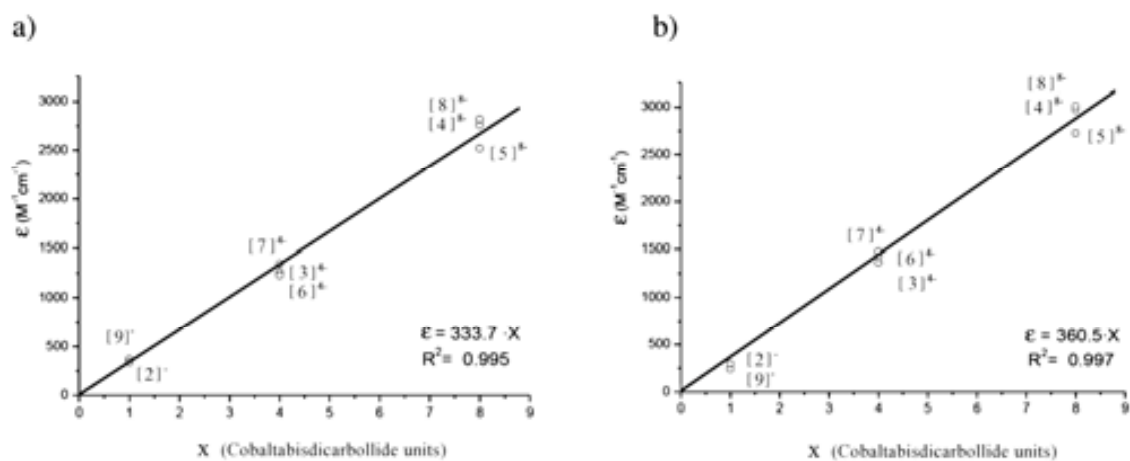 a)
ε (M⁻¹cm⁻¹)
3000
2500
2000
1500
1000
500
0
[8]⁸⁻
[4]⁸⁻
[5]⁸⁻
[7]⁴⁻
[3]⁴⁻
[6]⁴⁻
[9]⁻
[2]⁻
ε = 333.7 ·X
R²= 0.995
0 1 2 3 4 5 6 7 8 9
X (Cobaltabisdicarbollide units)
b)
ε (M⁻¹cm⁻¹)
3000
2500
2000
1500
1000
500
0
[8]⁸⁻
[4]⁸⁻
[5]⁸⁻
[7]⁴⁻
[6]⁴⁻
[3]⁴⁻
[2]⁻
[9]⁻
ε = 360.5·X
R²= 0.997
0 1 2 3 4 5 6 7 8 9
X (Cobaltabisdicarbollide units)